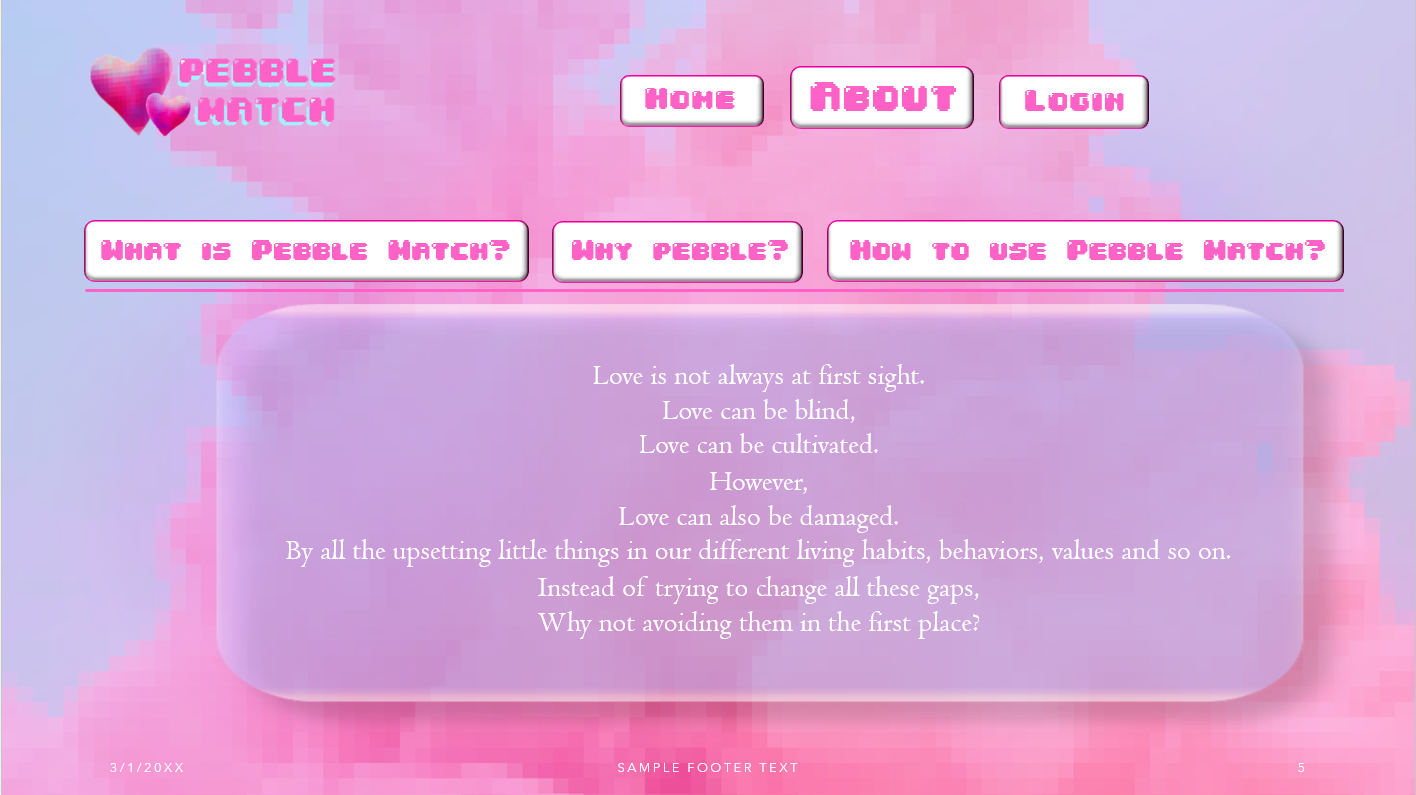 PEBBLE
MATCH
Home
About
Login
What is Pebble Match?
Why pebble?
How to use Pebble Match?
Love is not always at first sight.
Love can be blind,
Love can be cultivated.
However,
Love can also be damaged.
By all the upsetting little things in our different living habits, behaviors, values and so on.
Instead of trying to change all these gaps,
Why not avoiding them in the first place?
3/1/20XX
SAMPLE FOOTER TEXT
5